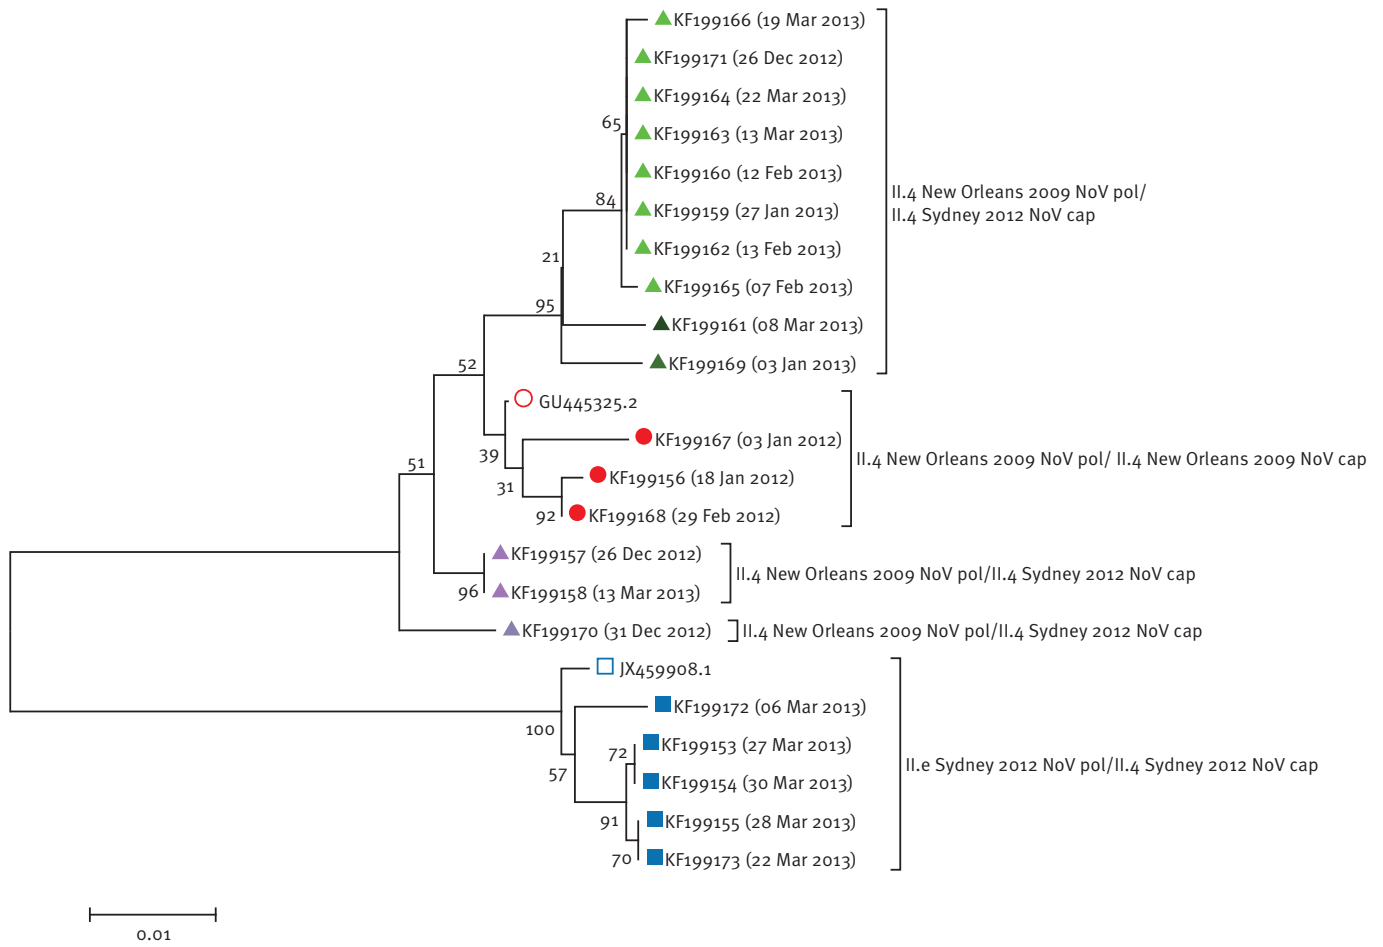 KF199166 (19 Mar 2013)
KF199171 (26 Dec 2012)
KF199164 (22 Mar 2013)
65
KF199163 (13 Mar 2013)
KF199160 (12 Feb 2013)
II.4 New Orleans 2009 NoV pol/
II.4 Sydney 2012 NoV cap
84
KF199159 (27 Jan 2013)
KF199162 (13 Feb 2013)
21
KF199165 (07 Feb 2013)
95
KF199161 (08 Mar 2013)
52
KF199169 (03 Jan 2013)
GU445325.2
KF199167 (03 Jan 2012)
39
II.4 New Orleans 2009 NoV pol/ II.4 New Orleans 2009 NoV cap
51
KF199156 (18 Jan 2012)
31
92
KF199168 (29 Feb 2012)
KF199157 (26 Dec 2012)
II.4 New Orleans 2009 NoV pol/II.4 Sydney 2012 NoV cap
96
KF199158 (13 Mar 2013)
KF199170 (31 Dec 2012)
II.4 New Orleans 2009 NoV pol/II.4 Sydney 2012 NoV cap
JX459908.1
KF199172 (06 Mar 2013)
100
72
KF199153 (27 Mar 2013)
II.e Sydney 2012 NoV pol/II.4 Sydney 2012 NoV cap
57
KF199154 (30 Mar 2013)
91
KF199155 (28 Mar 2013)
70
KF199173 (22 Mar 2013)
0.01